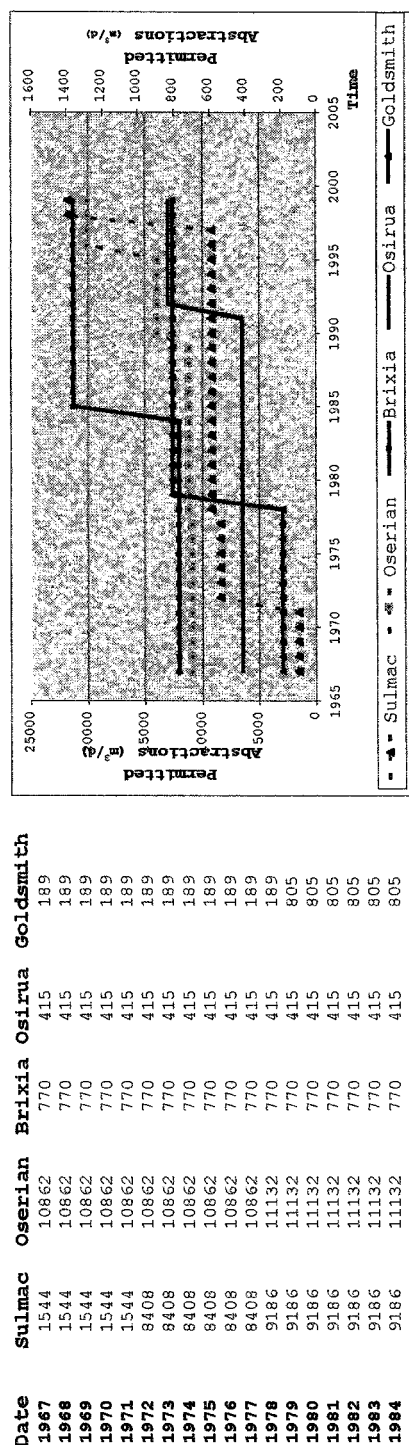 Date Sulmac Oserian Brixia Osirua Goldsmith
1967 1544 10862 770 415 189
1968 1544 10862 770 415 189
1969 1544 10862 770 415 189
1970 1544 10862 770 415 189
1971 1544 10862 770 415 189
1972 8408 10862 770 415 189
1973 8408 10862 770 415 189
1974 8408 10862 770 415 189
1975 8408 10862 770 415 189
1976 8408 10862 770 415 189
1977 8408 10862 770 415 189
1978 9186 11132 770 415 189
1979 9186 11132 770 415 805
1980 9186 11132 770 415 805
1981 9186 11132 770 415 805
1982 9186 11132 770 415 805
1983 9186 11132 770 415 805
1984 9186 11132 770 415 805
Permitted
Abstractions (m³/d)
25000
20000
15000
10000
5000
0
1965 1970 1975 1980 1985 1990 1995 2000 2005
Time
1600
1400
1200
1000
800
600
400
200
0
Permitted
Abstractions (m³/d)
Sulmac Oserian Brixia Osirua Goldsmith